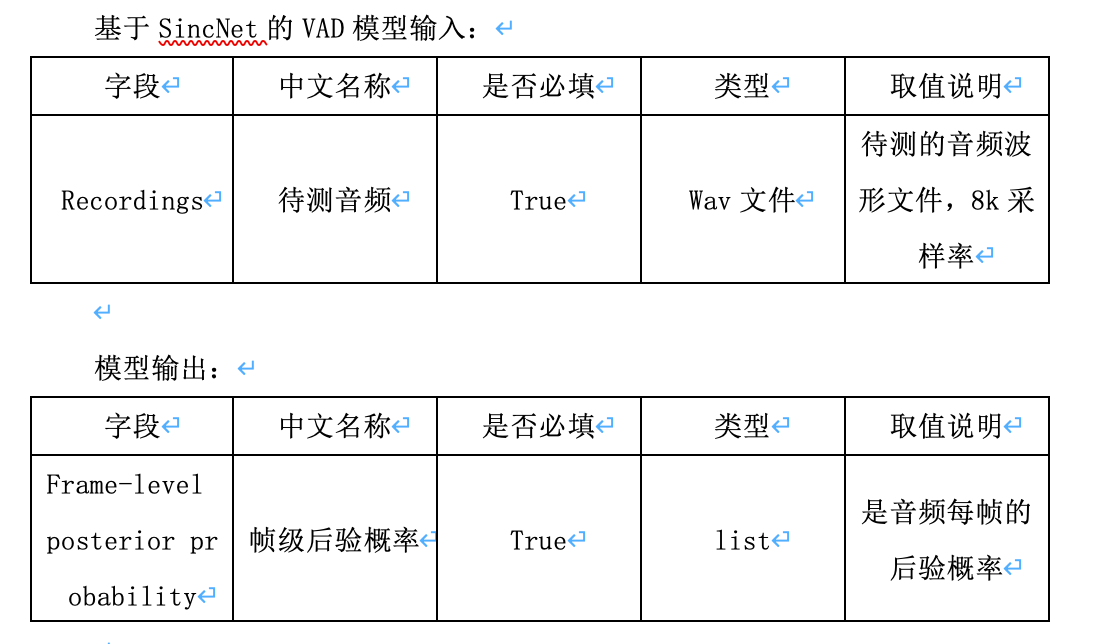 基于 SincNet 的 VAD 模型输入：
字段 中文名称 是否必填 类型 取值说明
Recordings 待测音频 True Wav 文件 待测的音频波
形文件，8k 采
样率
模型输出：
字段 中文名称 是否必填 类型 取值说明
Frame-level
posterior pr
obability
帧级后验概率 True list 是音频每帧的
后验概率